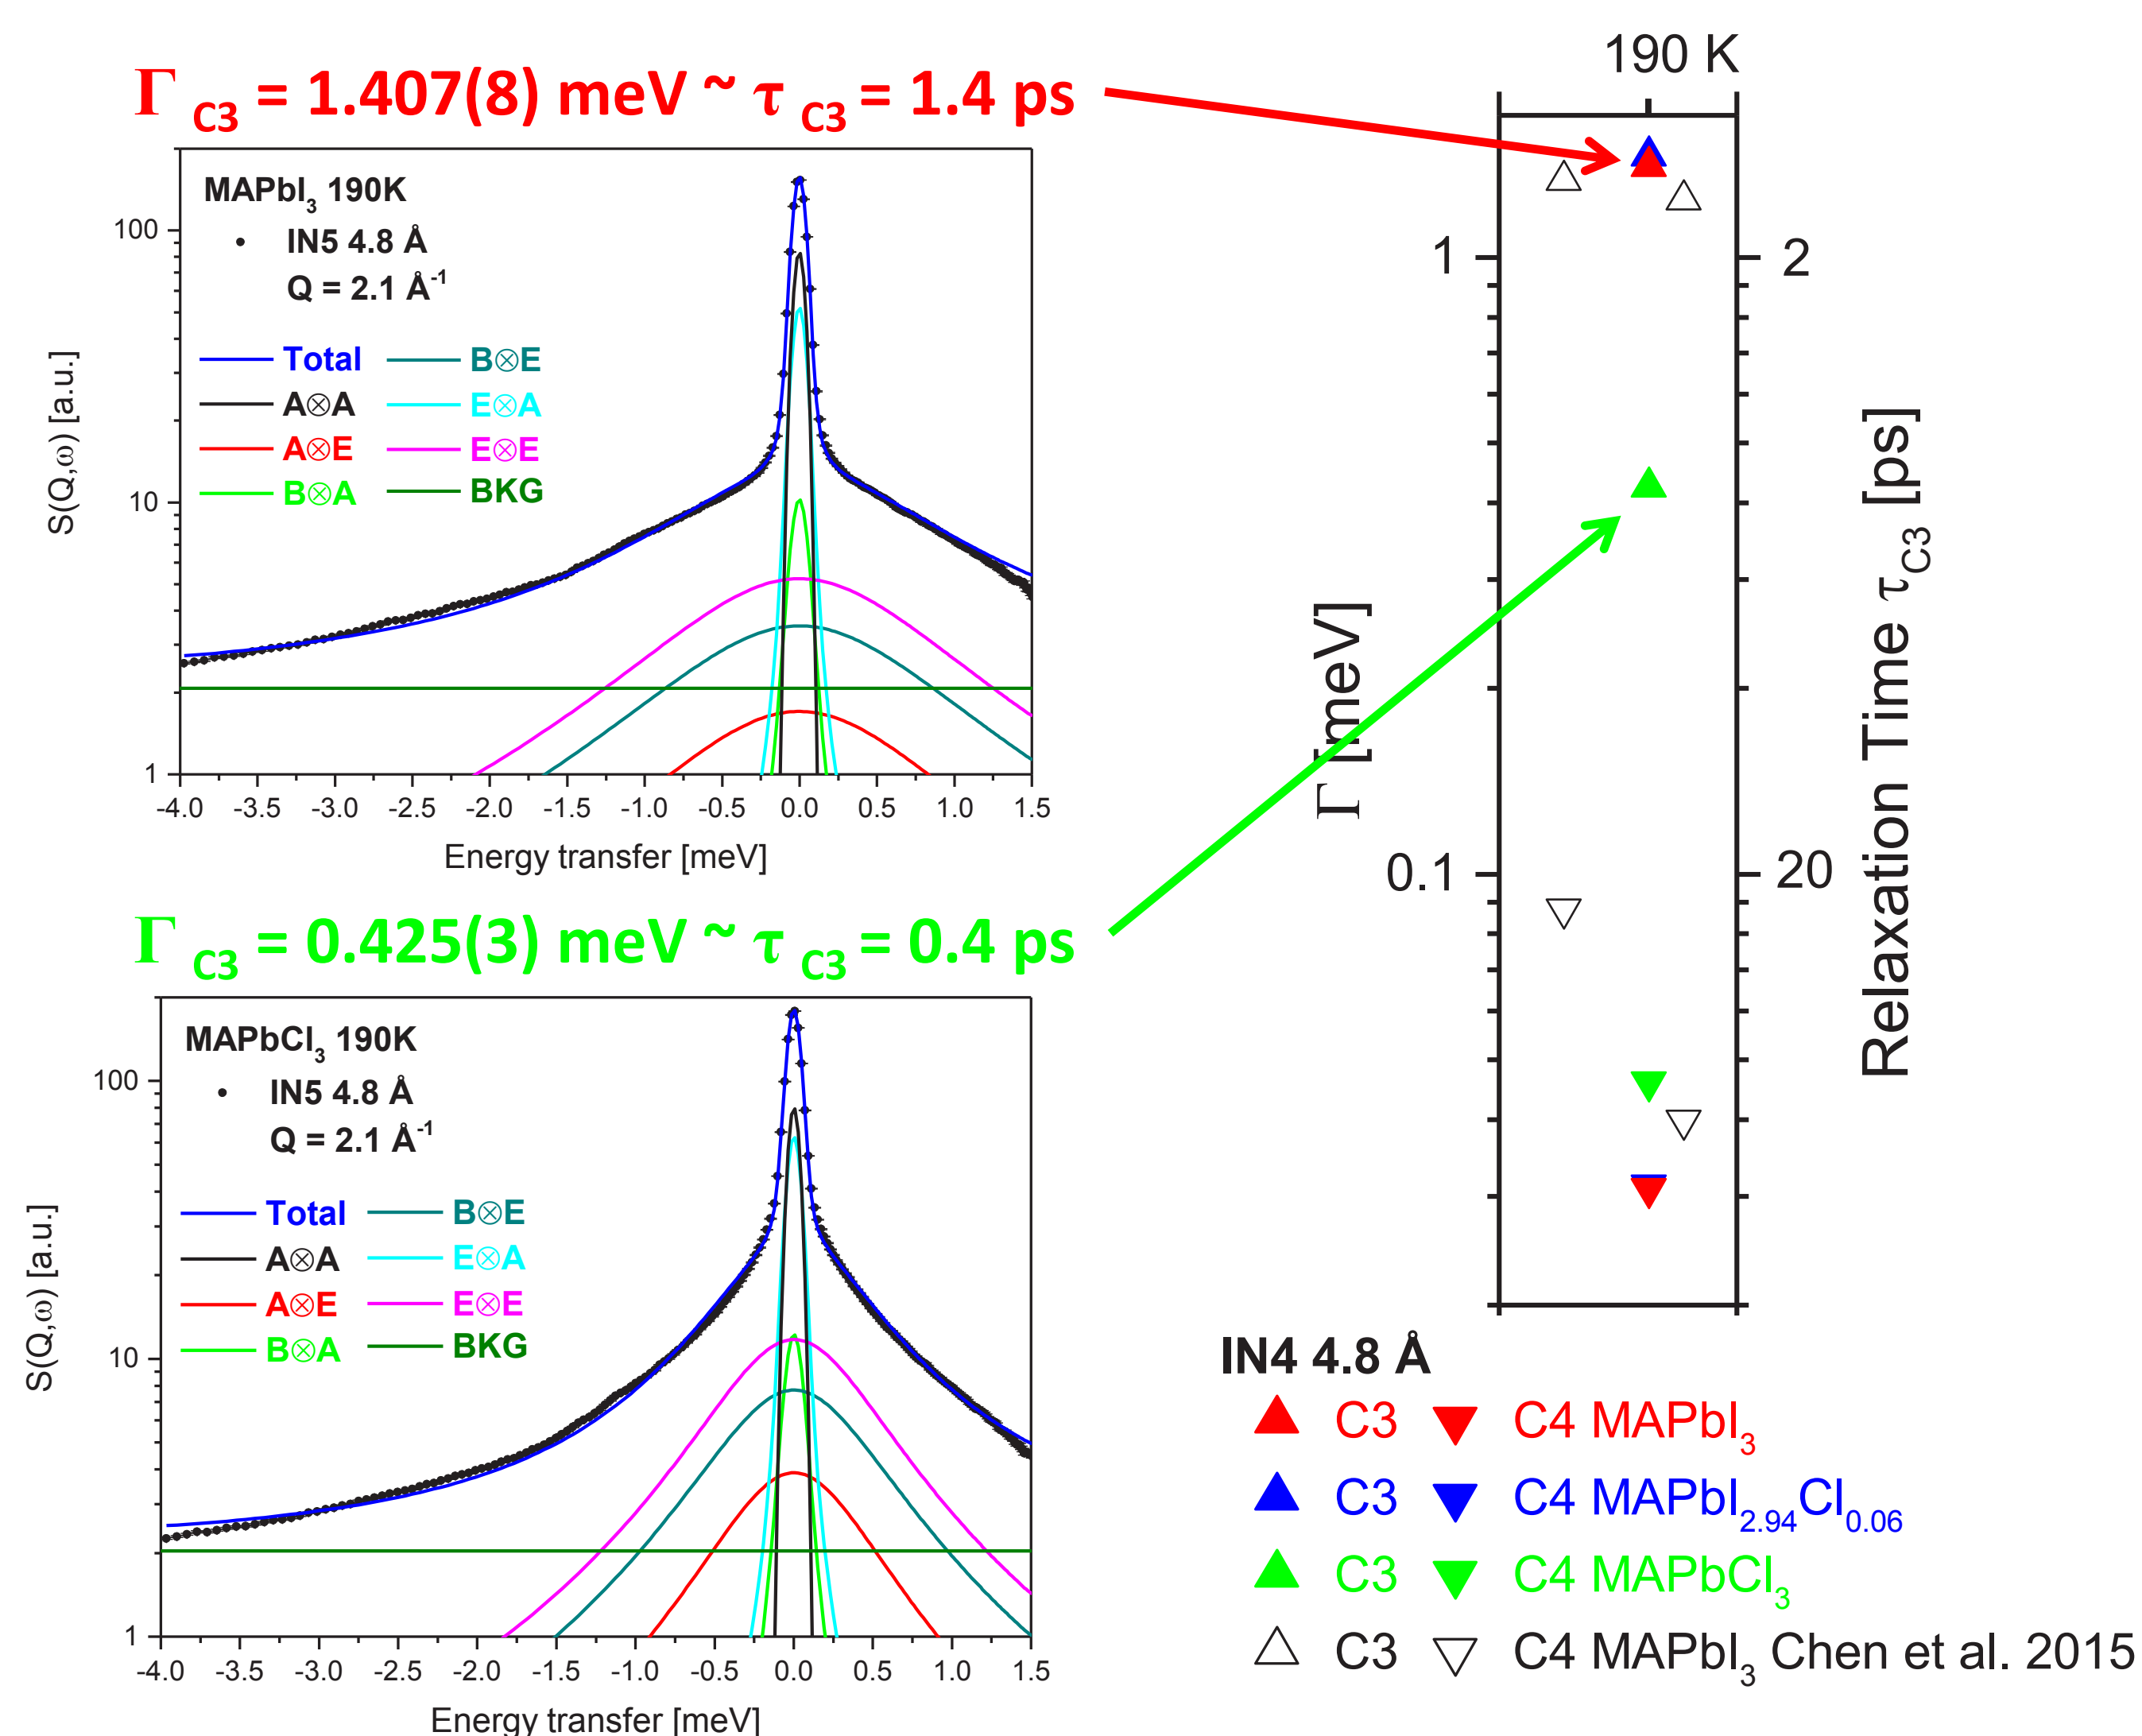 Γ C3 = 1.407(8) meV ~ τ C3 = 1.4 ps
MAPbI3 190K
IN5 4.8 Å
Q = 2.1 Å-1
Total
B⊗E
A⊗A
E⊗A
A⊗E
E⊗E
B⊗A
BKG
S(Q,ω) [a.u.]
100
10
1
-4.0 -3.5 -3.0 -2.5 -2.0 -1.5 -1.0 -0.5 0.0 0.5 1.0 1.5
Energy transfer [meV]
Γ C3 = 0.425(3) meV ~ τ C3 = 0.4 ps
MAPbCl3 190K
IN5 4.8 Å
Q = 2.1 Å-1
Total
B⊗E
A⊗A
E⊗A
A⊗E
E⊗E
B⊗A
BKG
S(Q,ω) [a.u.]
100
10
1
-4.0 -3.5 -3.0 -2.5 -2.0 -1.5 -1.0 -0.5 0.0 0.5 1.0 1.5
Energy transfer [meV]
190 K
1
0.1
Γ [meV]
2
20
Relaxation Time τC3 [ps]
IN4 4.8 Å
C3 C4 MAPbI3
C3 C4 MAPbI2.94Cl0.06
C3 C4 MAPbCl3
C3 C4 MAPbI3 Chen et al. 2015